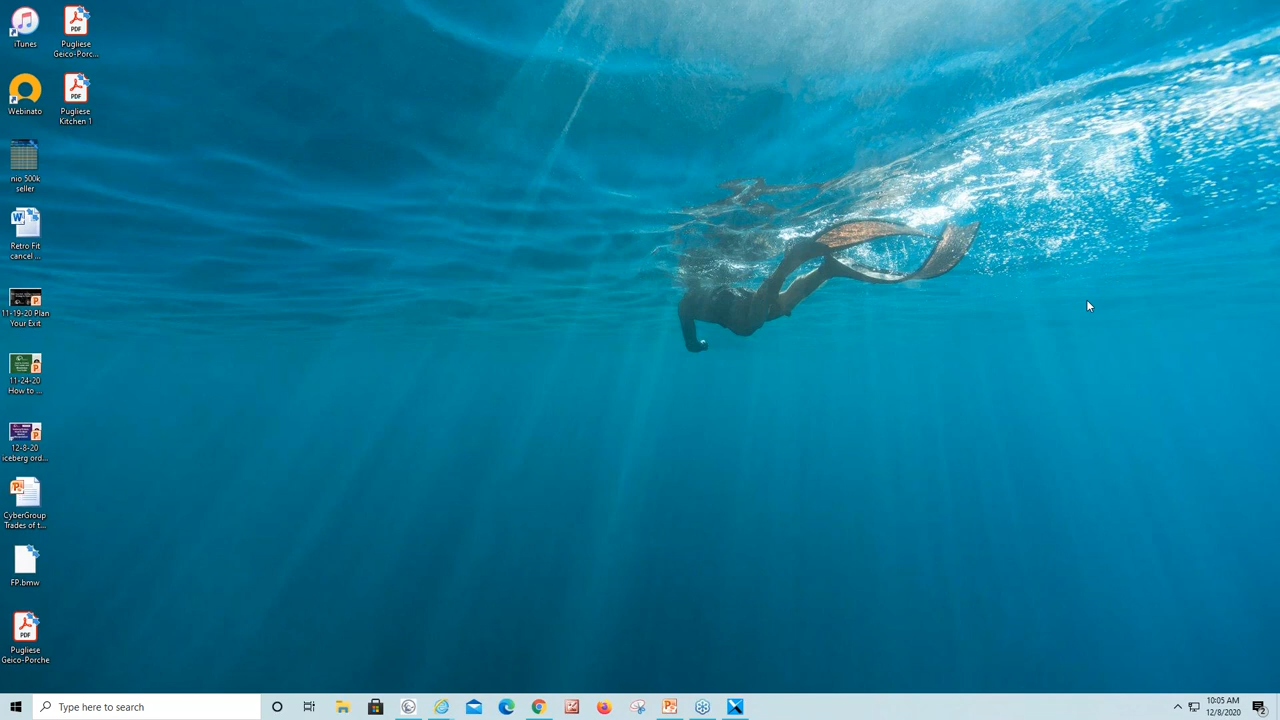 iTunes
Pugliese
Geico-Porc...
Webinato
Pugliese
Kitchen 1
nio 500k
seller
Retro Fit
cancel ...
11-19-20 Plan
Your Exit
11-24-20
How to ...
12-8-20
iceberg ord...
CyberGroup
Trades of t...
FP.bmw
Pugliese
Geico-Porche
Type here to search
10:05 AM
12/8/2020
2